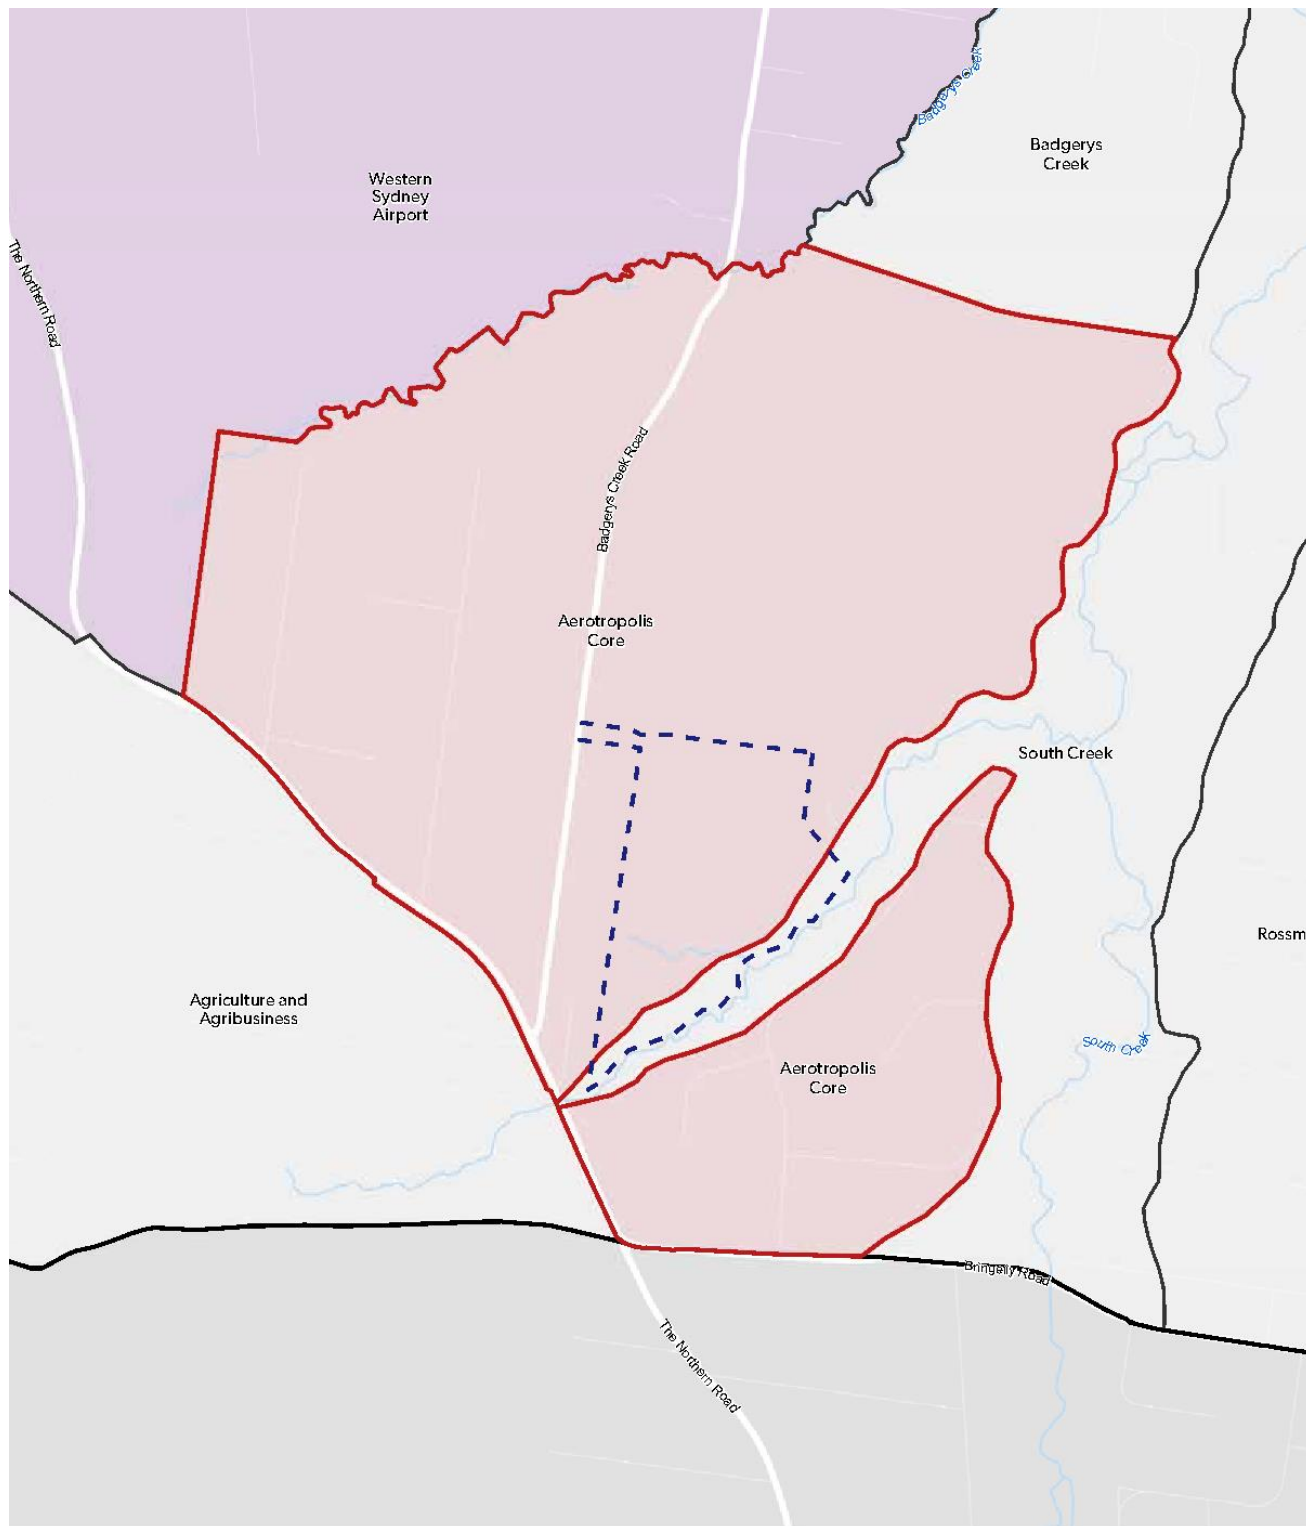 Badgerys Creek
Badgerys
Creek
Western
Sydney
Airport
The Northern Road
Badgerys Creek Road
Aerotropolis
Core
South Creek
Rossm
Agriculture and
Agribusiness
South Creek
Aerotropolis
Core
Bringelly Road
The Northern Road